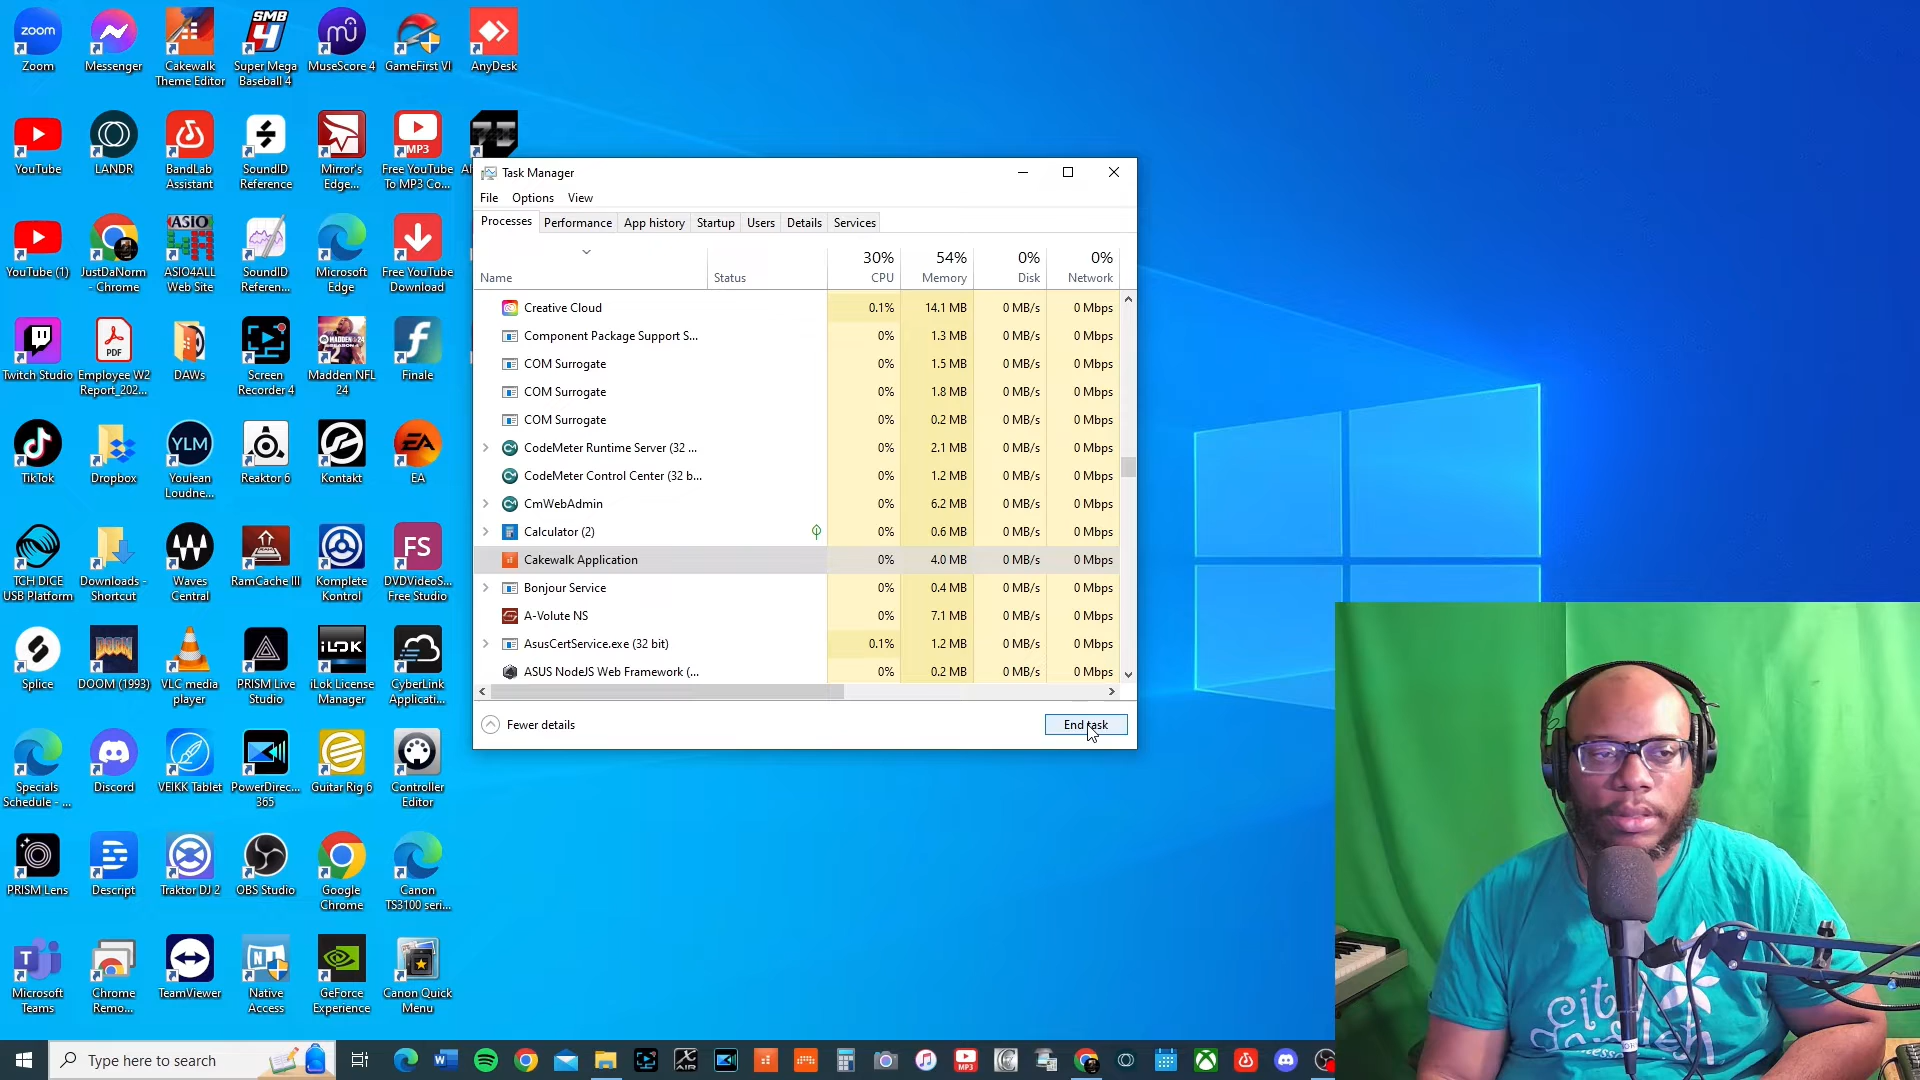 Zoom
Messenger
Cakewalk
Theme Editor
Super Mega
Baseball 4
MuseScore 4
GameFirst VI
AnyDesk
zoom
SMB
4
YouTube
LANDR
BandLab
Assistant
SoundID
Reference
Mirror's
Edge...
MP3
Free YouTube
To MP3 Co...
YouTube (1)
JustDaNorm
- Chrome
ASIO
4ALL
ASIO4ALL
Web Site
SoundID
Referen...
Microsoft
Edge
Free YouTube
Download
Twitch Studio
PDF
Employee W2
Report_202...
DAWs
Screen
Recorder 4
Madden NFL
24
Finale
TikTok
Dropbox
YLM
Youlean
Loudne...
Reaktor 6
Kontakt
EA
EA
TCH DICE
USB Platform
Downloads -
Shortcut
Waves
Central
RamCache III
Komplete
Kontrol
FS
DVDVideoS...
Free Studio
Splice
DOOM
DOOM (1993)
VLC media
player
PRISM Live
Studio
iLOK
iLok License
Manager
CyberLink
Applicati...
Specials
Schedule - ...
Discord
VEIKK Tablet
PowerDirec...
365
Guitar Rig 6
Controller
Editor
PRISM Lens
Descript
Traktor DJ 2
OBS Studio
Google
Chrome
Canon
TS3100 seri...
Microsoft
Teams
Chrome
Remo...
TeamViewer
Native
Access
GeForce
Experience
Canon Quick
Menu
Task Manager
File Options View
Processes Performance App history Startup Users Details Services
30% 54% 0% 0%
Name Status CPU Memory Disk Network
Creative Cloud 0.1% 14.1 MB 0 MB/s 0 Mbps
Component Package Support S... 0% 1.3 MB 0 MB/s 0 Mbps
COM Surrogate 0% 1.5 MB 0 MB/s 0 Mbps
COM Surrogate 0% 1.8 MB 0 MB/s 0 Mbps
COM Surrogate 0% 0.2 MB 0 MB/s 0 Mbps
CodeMeter Runtime Server (32 ... 0% 2.1 MB 0 MB/s 0 Mbps
CodeMeter Control Center (32 b... 0% 1.2 MB 0 MB/s 0 Mbps
CmWebAdmin 0% 6.2 MB 0 MB/s 0 Mbps
Calculator (2) 0% 0.6 MB 0 MB/s 0 Mbps
Cakewalk Application 0% 4.0 MB 0 MB/s 0 Mbps
Bonjour Service 0% 0.4 MB 0 MB/s 0 Mbps
A-Volute NS 0% 7.1 MB 0 MB/s 0 Mbps
AsusCertService.exe (32 bit) 0.1% 1.2 MB 0 MB/s 0 Mbps
ASUS NodeJS Web Framework (... 0% 0.2 MB 0 MB/s 0 Mbps
Fewer details End task
City
Type here to search